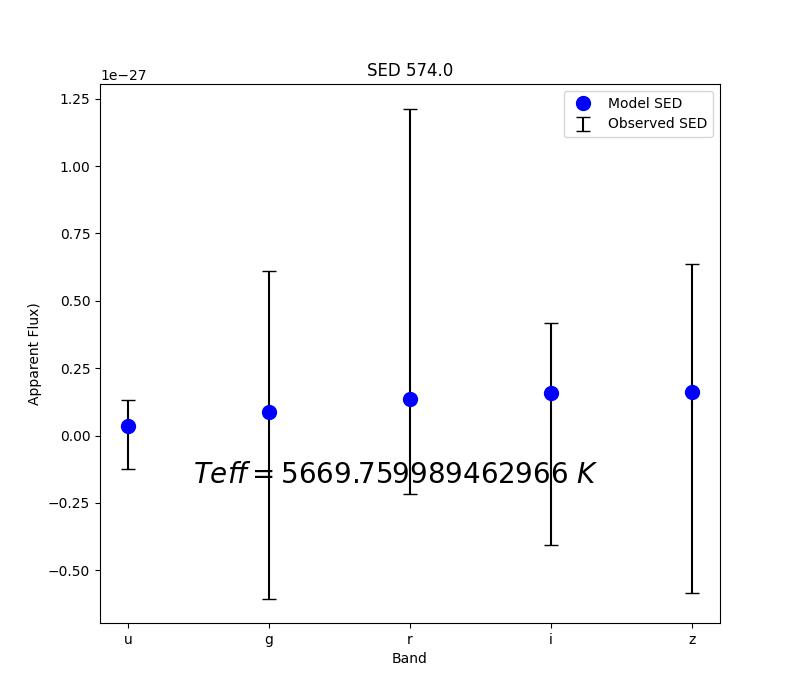 SED 574.0
1e−27
Model SED
Observed SED
1.25
1.00
0.75
0.50
0.25
0.00
−0.25
−0.50
Apparent Flux)
Teff = 5669.759989462966 K
u g r i z
Band